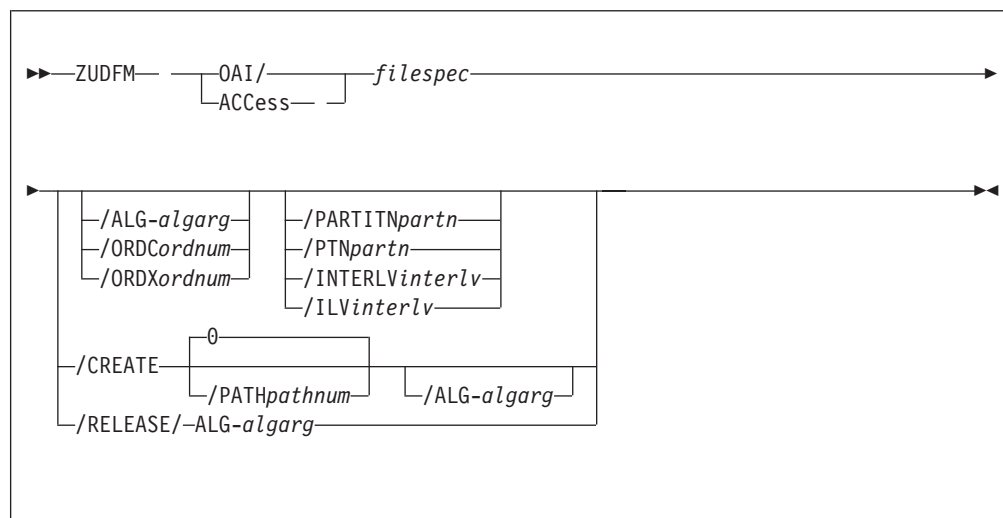 ZUDFM OAI/ filespec
ACCess
/ALG-algarg /PARTITNpartn
/ORDCordnum /PTNpartn
/ORDXordnum /INTERLVinterlv
/ILVinterlv
0
/CREATE
/PATHpathnum /ALG-algarg
/RELEASE/ ALG-algarg